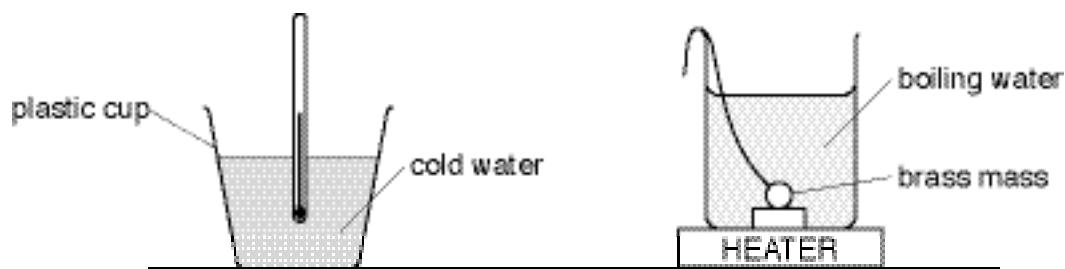 plastic cup
cold water
boiling water
brass mass
HEATER